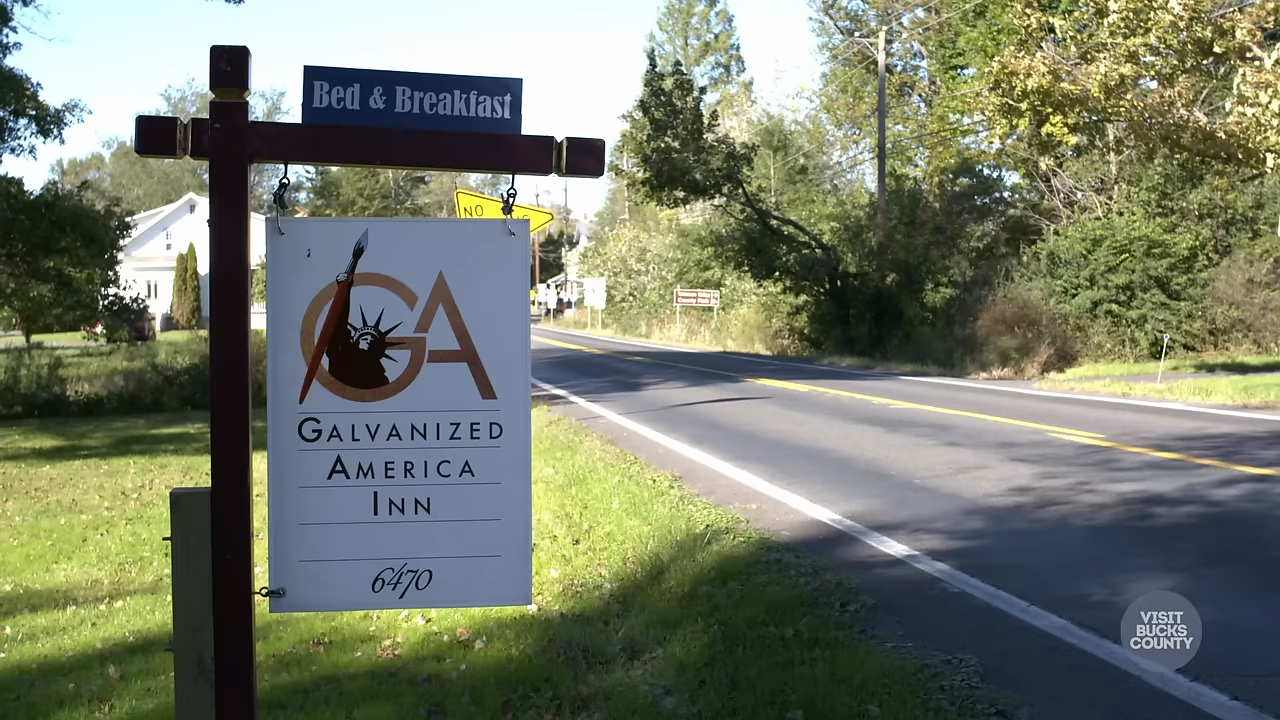 Bed & Breakfast
NO
GA
GALVANIZED
AMERICA
INN
6470
VISIT
BUCKS
COUNTY